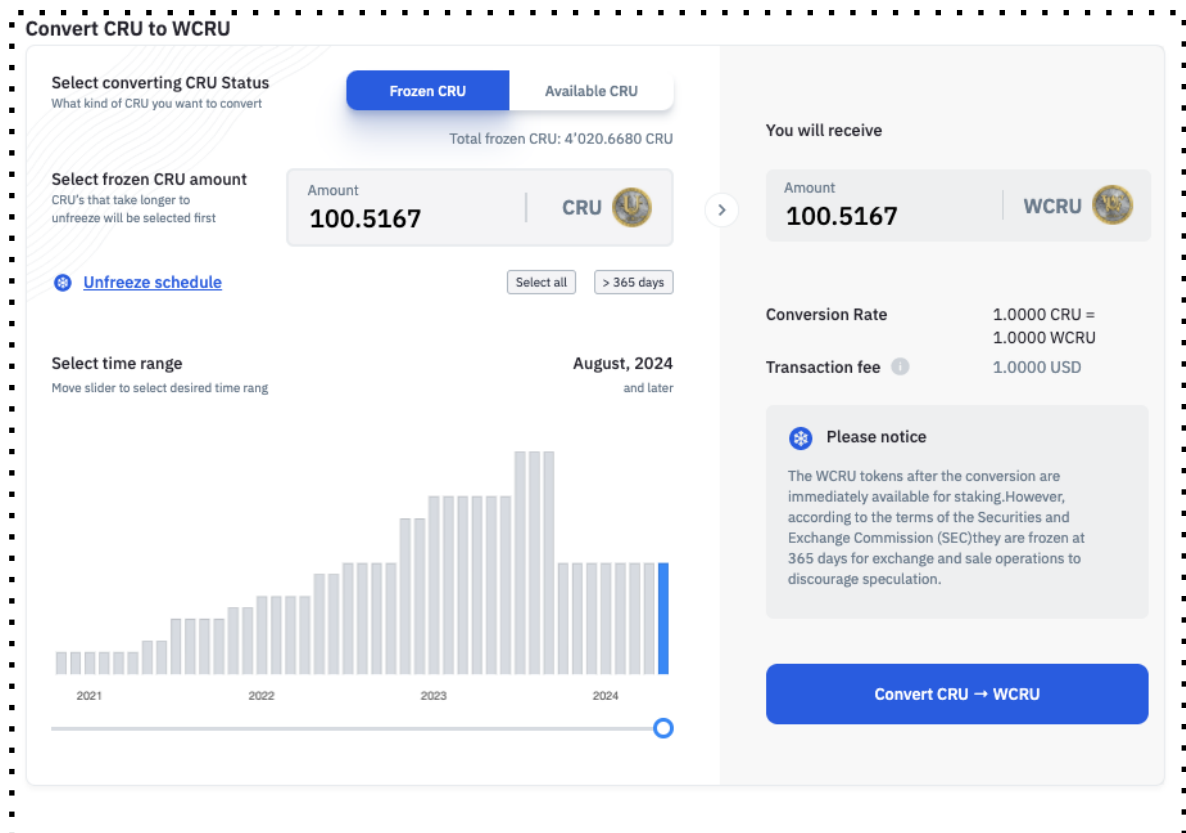 Convert CRU to WCRU
Select converting CRU Status
What kind of CRU you want to convert
Frozen CRU
Available CRU
Total frozen CRU: 4’020.6680 CRU
Select frozen CRU amount
CRU's that take longer to
unfreeze will be selected first
Amount
100.5167
CRU
Unfreeze schedule
Select all
> 365 days
Select time range
Move slider to select desired time rang
August, 2024
and later
2021
2022
2023
2024
You will receive
Amount
100.5167
WCRU
Conversion Rate
1.0000 CRU =
1.0000 WCRU
Transaction fee
1.0000 USD
Please notice
The WCRU tokens after the conversion are
immediately available for staking.However,
according to the terms of the Securities and
Exchange Commission (SEC)they are frozen at
365 days for exchange and sale operations to
discourage speculation.
Convert CRU → WCRU